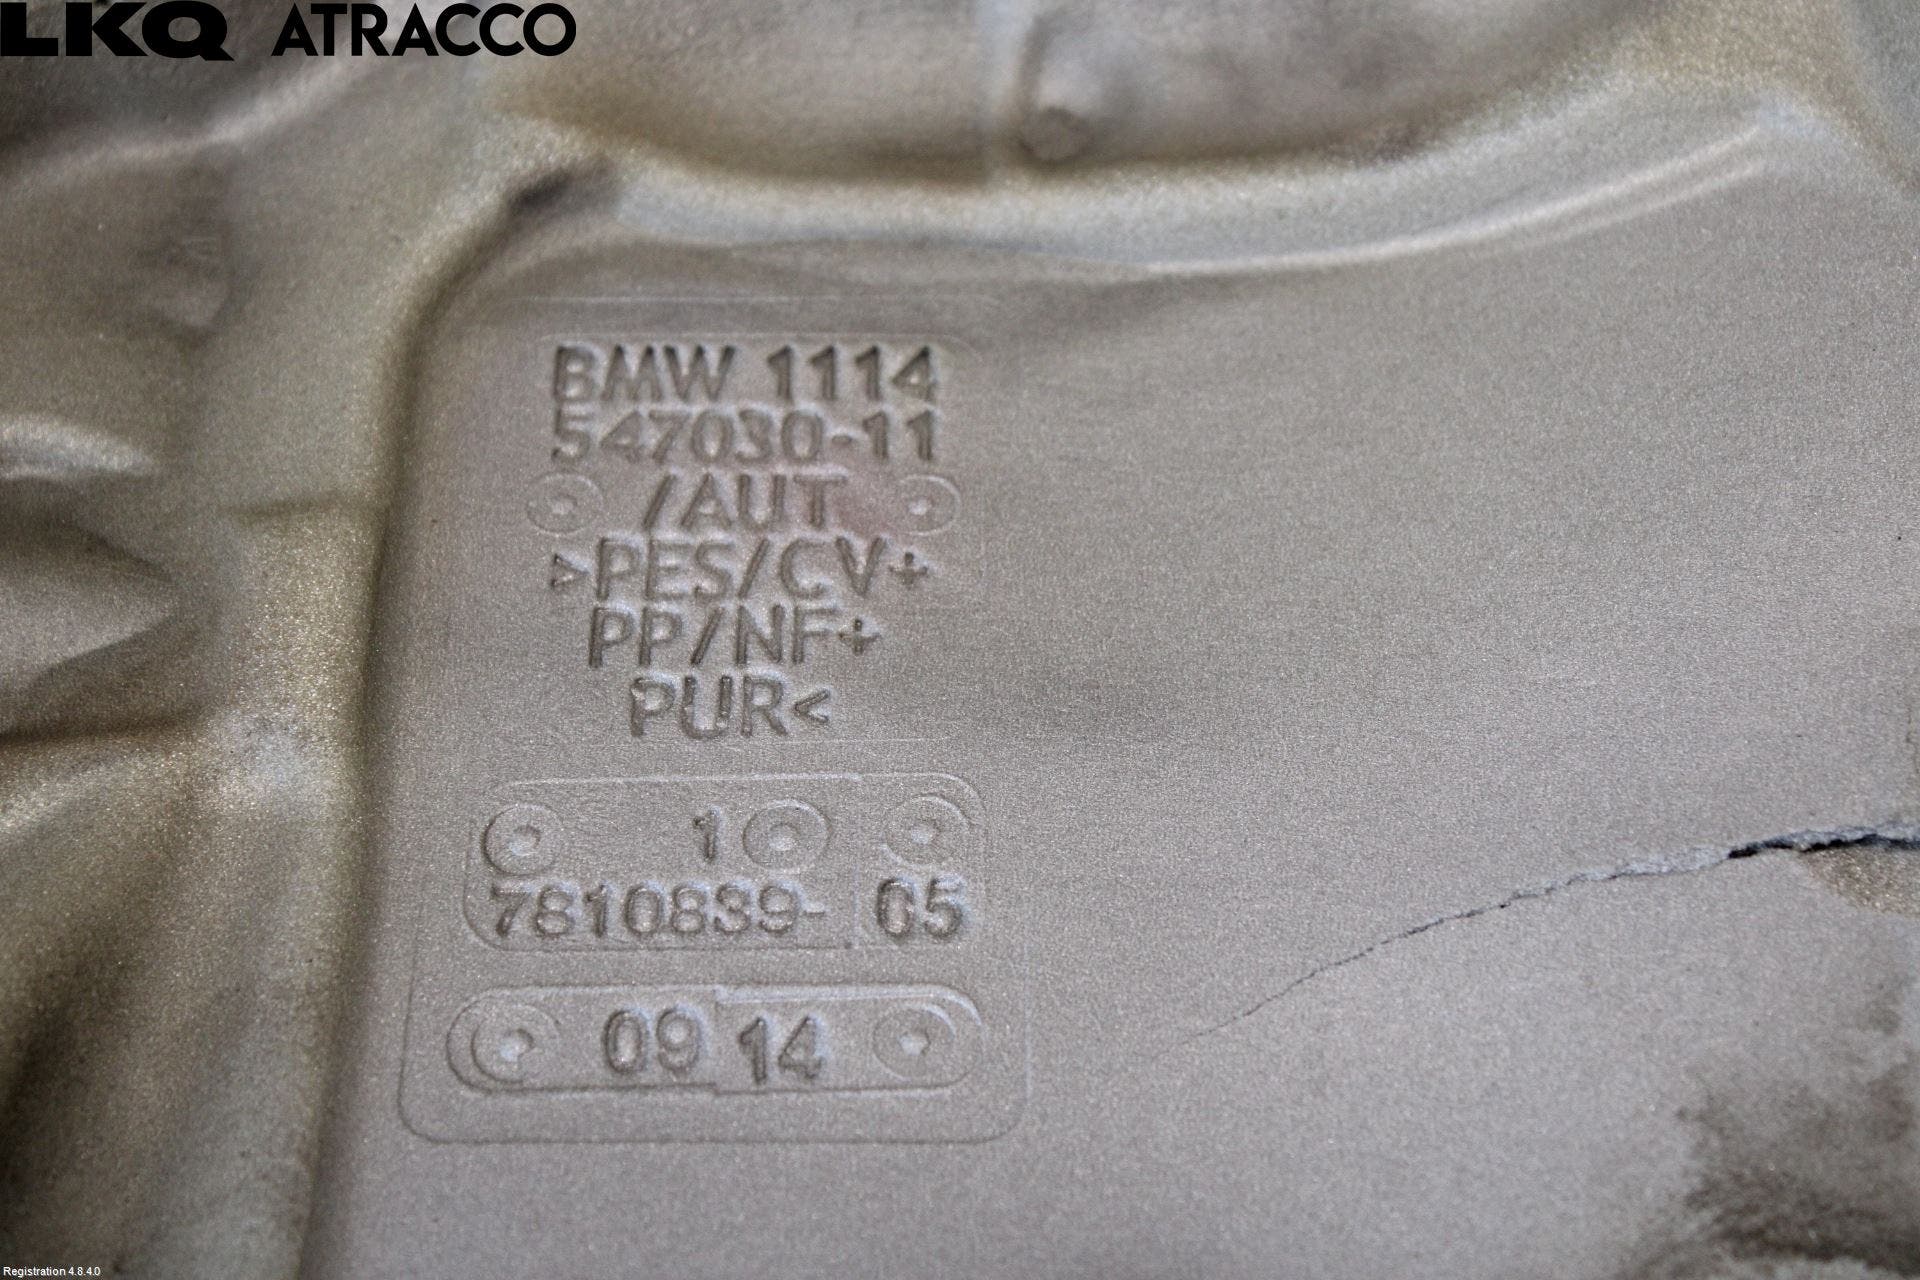 LKQ ATRACCO
BMW 1114
547030-11
/AUT
>PES/CV+
PP/NF+
PUR<
1
7810839- 05
09 14
Registration 4.8.4.0